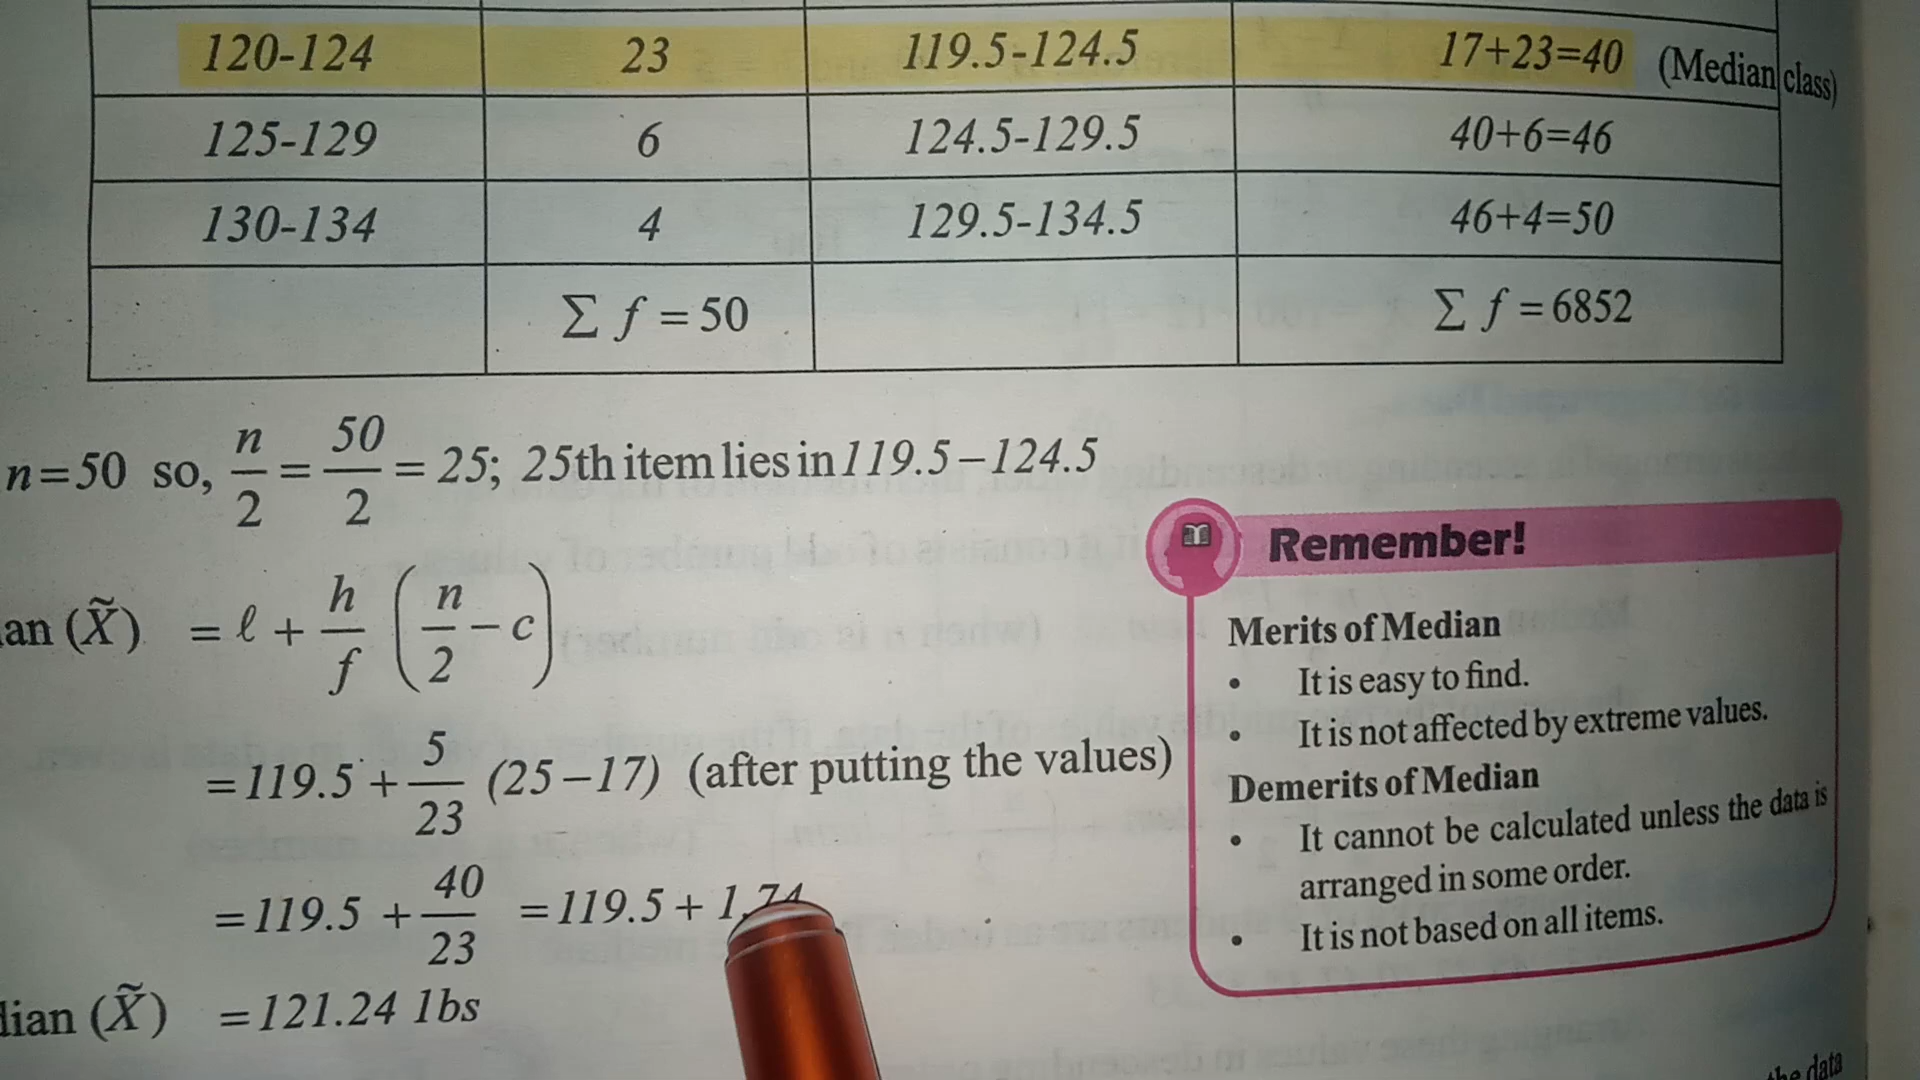 120-124 23 119.5-124.5 17+23=40 (Median class)
125-129 6 124.5-129.5 40+6=46
130-134 4 129.5-134.5 46+4=50
∑ f = 50 ∑ f = 6852
n=50 so, n/2 = 50/2 = 25; 25th item lies in 119.5–124.5
an (X̃) = ℓ + h/f (n/2 – c)
= 119.5 + 5/23 (25–17) (after putting the values)
= 119.5 + 40/23 = 119.5 + 1.74
dian (X̃) = 121.24 lbs
Remember!
Merits of Median
• It is easy to find.
• It is not affected by extreme values.
Demerits of Median
• It cannot be calculated unless the data is
arranged in some order.
• It is not based on all items.
the data